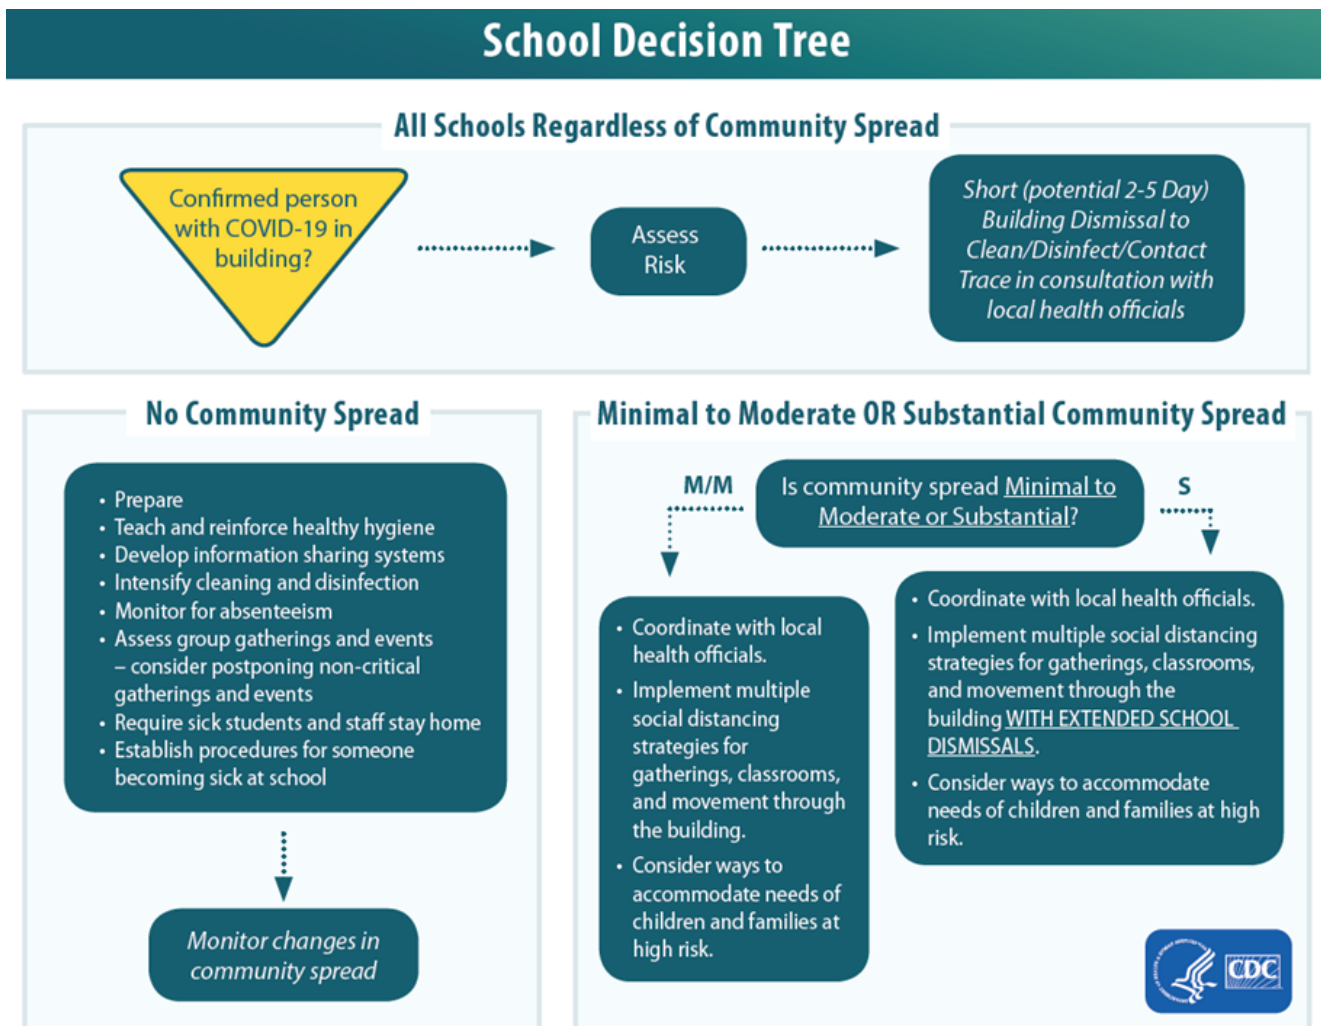 School Decision Tree
All Schools Regardless of Community Spread
Confirmed person
with COVID-19 in
building?
Assess
Risk
Short (potential 2-5 Day)
Building Dismissal to
Clean/Disinfect/Contact
Trace in consultation with
local health officials
No Community Spread
• Prepare
• Teach and reinforce healthy hygiene
• Develop information sharing systems
• Intensify cleaning and disinfection
• Monitor for absenteeism
• Assess group gatherings and events
– consider postponing non-critical
gatherings and events
• Require sick students and staff stay home
• Establish procedures for someone
becoming sick at school
Monitor changes in
community spread
Minimal to Moderate OR Substantial Community Spread
Is community spread Minimal to
Moderate or Substantial?
M/M
• Coordinate with local
health officials.
• Implement multiple
social distancing
strategies for
gatherings, classrooms,
and movement through
the building.
• Consider ways to
accommodate needs of
children and families at
high risk.
S
• Coordinate with local health officials.
• Implement multiple social distancing
strategies for gatherings, classrooms,
and movement through the
building WITH EXTENDED SCHOOL
DISMISSALS.
• Consider ways to accommodate
needs of children and families at high
risk.
CDC